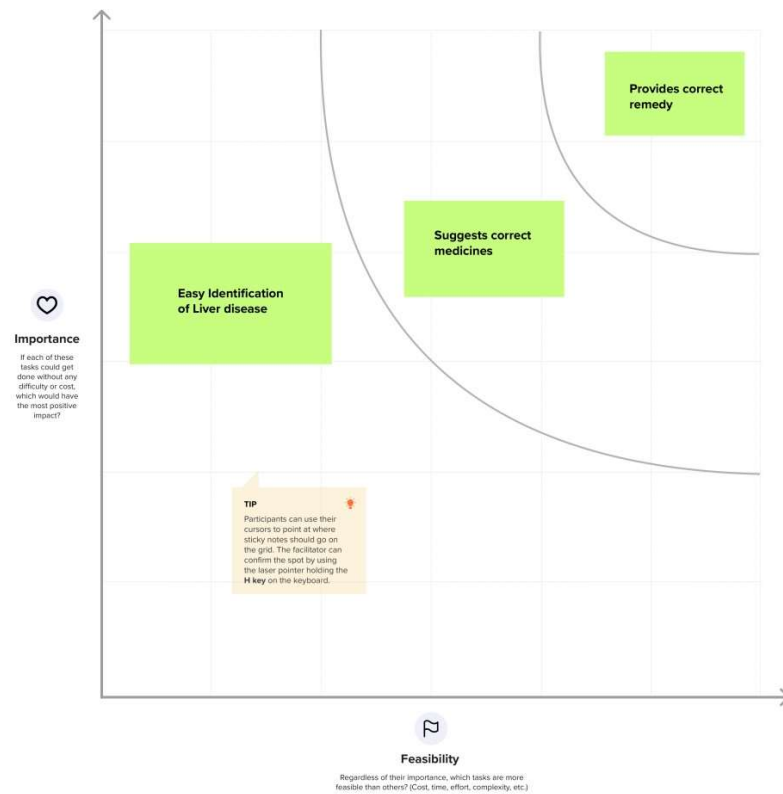 Provides correct
remedy
Suggests correct
medicines
Easy Identification
of Liver disease
Importance
If each of these
tasks could get
done without any
difficulty or cost,
which would have
the most positive
impact?
TIP
Participants can use their
cursors to point at where
sticky notes should go on
the grid. The facilitator can
confirm the spot by using
the laser pointer holding the
H key on the keyboard.
Feasibility
Regardless of their importance, which tasks are more
feasible than others? (Cost, time, effort, complexity, etc.)